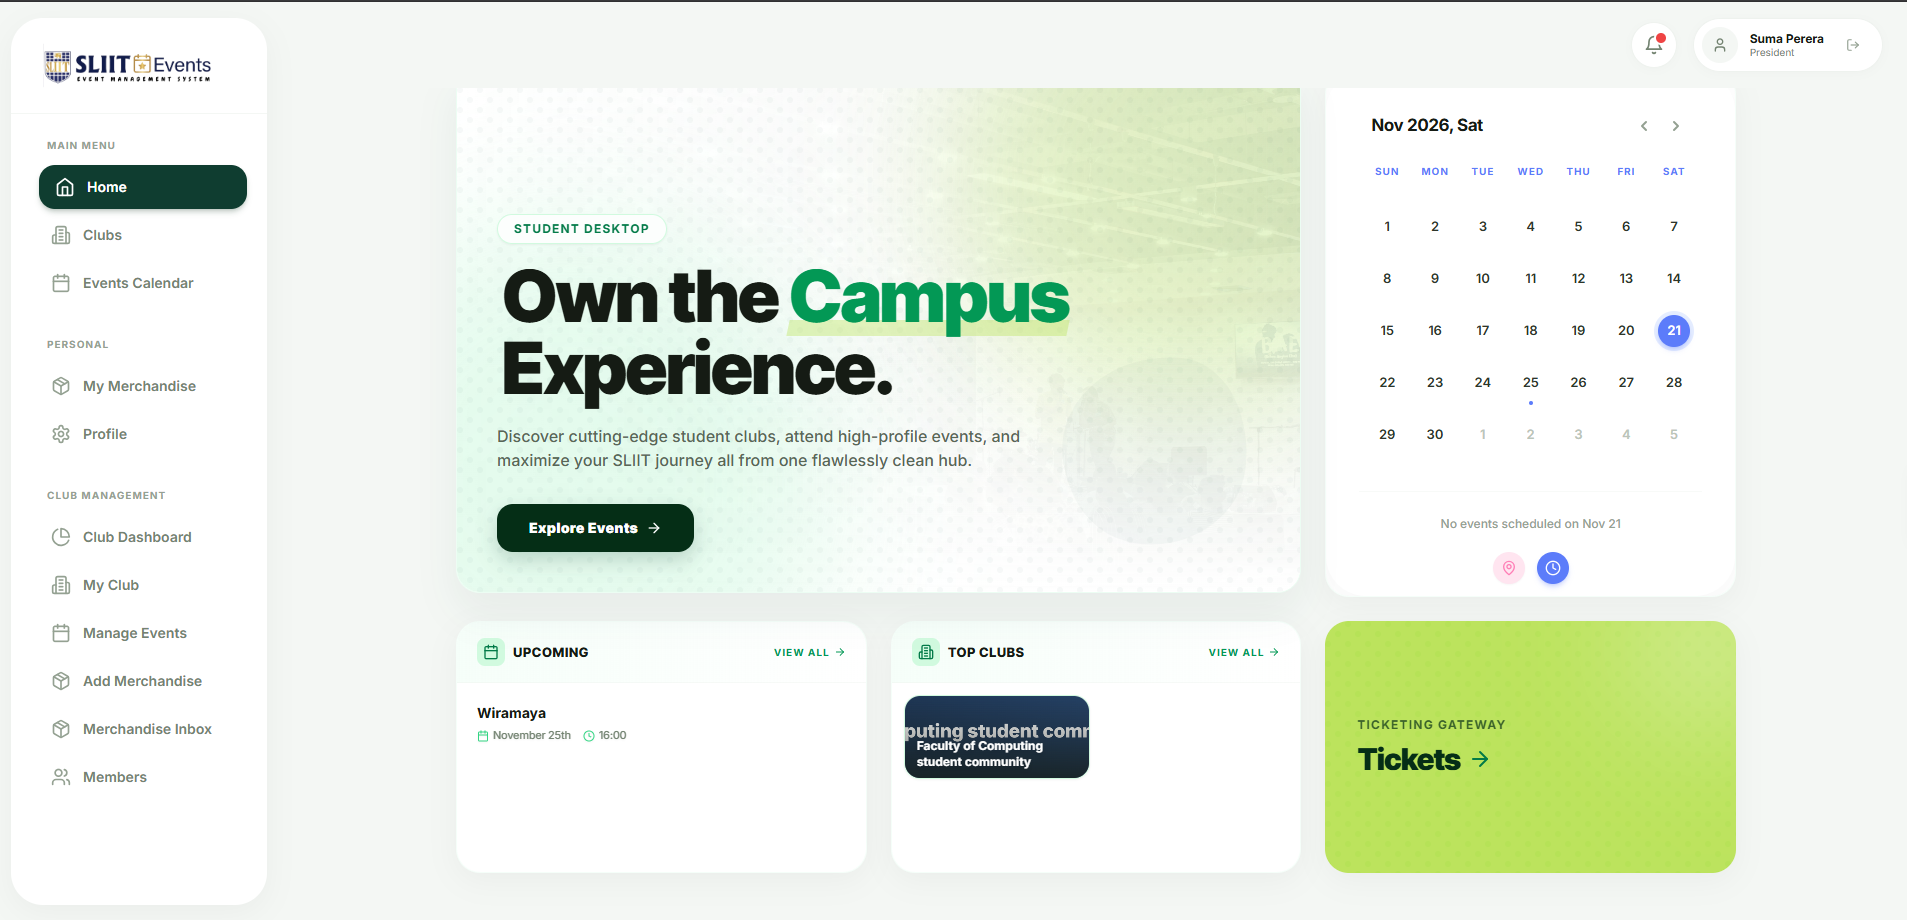 SLIIT Events
EVENT MANAGEMENT SYSTEM
Suma Perera
President
MAIN MENU
Home
Clubs
Events Calendar
PERSONAL
My Merchandise
Profile
CLUB MANAGEMENT
Club Dashboard
My Club
Manage Events
Add Merchandise
Merchandise Inbox
Members
STUDENT DESKTOP
Own the Campus
Experience.
Discover cutting-edge student clubs, attend high-profile events, and
maximize your SLIIT journey all from one flawlessly clean hub.
Explore Events →
Nov 2026, Sat
SUN MON TUE WED THU FRI SAT
1 2 3 4 5 6 7
8 9 10 11 12 13 14
15 16 17 18 19 20 21
22 23 24 25 26 27 28
29 30 1 2 3 4 5
No events scheduled on Nov 21
UPCOMING
VIEW ALL →
Wiramaya
November 25th 16:00
TOP CLUBS
VIEW ALL →
puting student comm
Faculty of Computing
student community
TICKETING GATEWAY
Tickets →